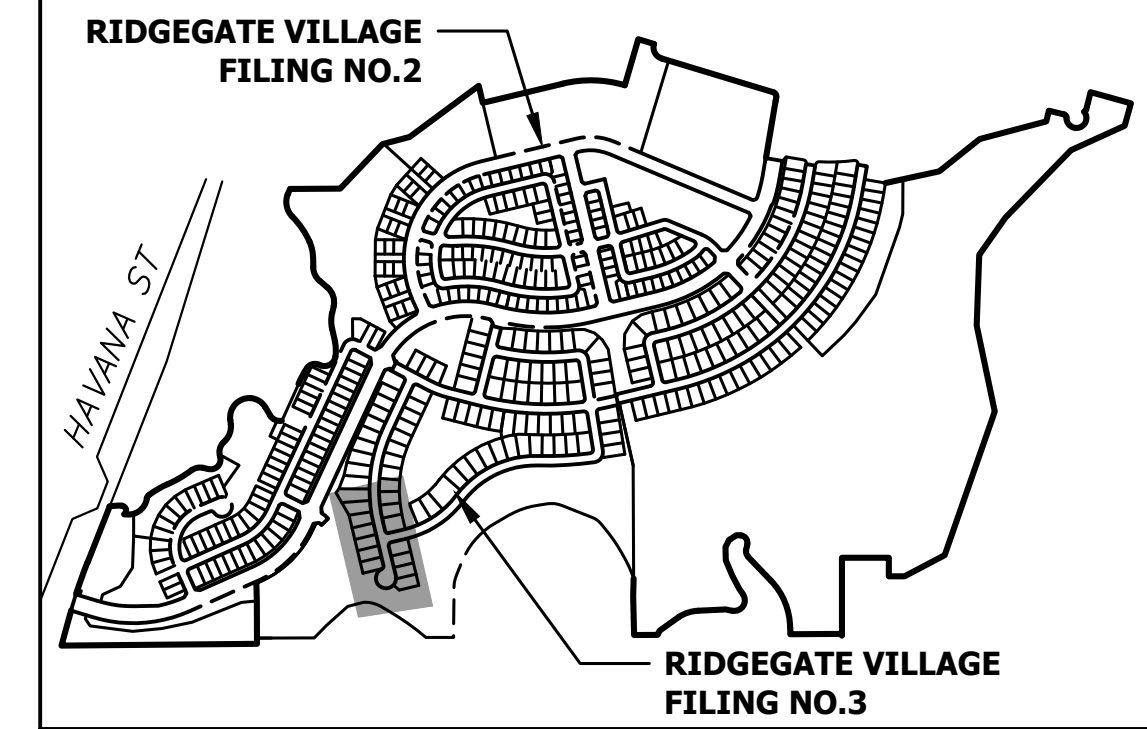 RIDGEGATE VILLAGE
FILING NO.2
HAVANA ST
RIDGEGATE VILLAGE
FILING NO.3